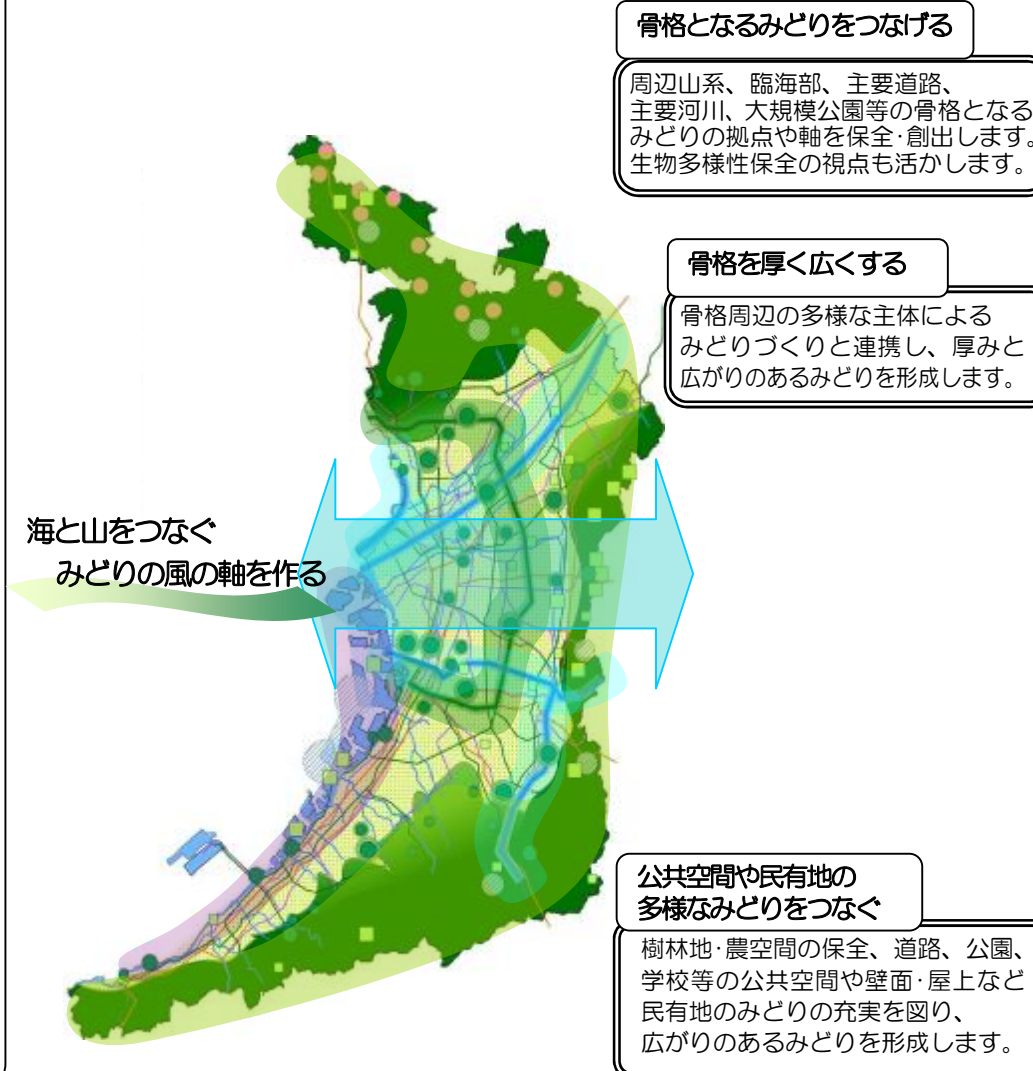 骨格となるみどりをつなげる
周辺山系、臨海部、主要道路、
主要河川、大規模公園等の骨格となる
みどりの拠点や軸を保全･創出します。
生物多様性保全の視点も活かします。
骨格を厚く広くする
骨格周辺の多様な主体による
みどりづくりと連携し、厚みと
広がりのあるみどりを形成します。
海と山をつなぐ
みどりの風の軸を作る
公共空間や民有地の
多様なみどりをつなぐ
樹林地･農空間の保全、道路、公園、
学校等の公共空間や壁面･屋上など
民有地のみどりの充実を図り、
広がりのあるみどりを形成します。